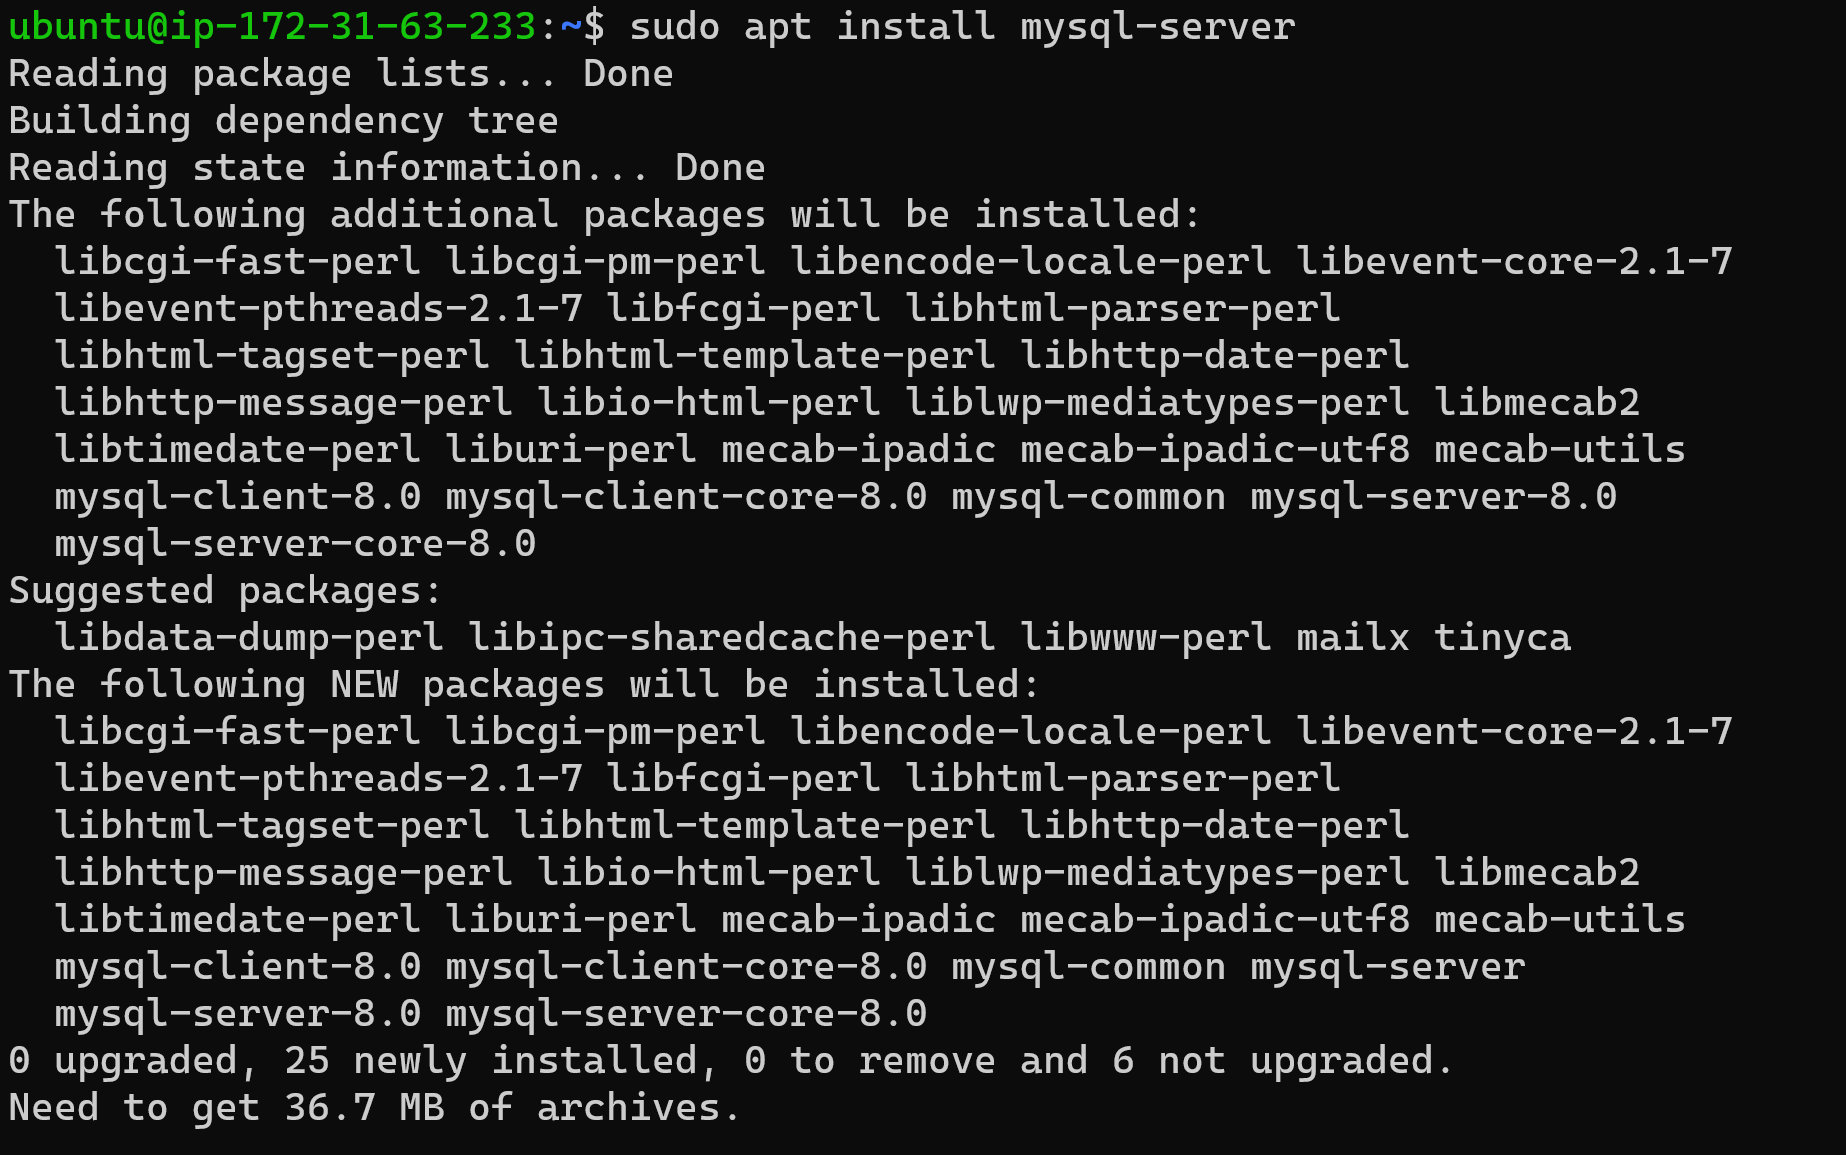 ubuntu@ip-172-31-63-233:~$ sudo apt install mysql-server
Reading package lists... Done
Building dependency tree
Reading state information... Done
The following additional packages will be installed:
  libcgi-fast-perl libcgi-pm-perl libencode-locale-perl libevent-core-2.1-7
  libevent-pthreads-2.1-7 libfcgi-perl libhtml-parser-perl
  libhtml-tagset-perl libhtml-template-perl libhttp-date-perl
  libhttp-message-perl libio-html-perl liblwp-mediatypes-perl libmecab2
  libtimedate-perl liburi-perl mecab-ipadic mecab-ipadic-utf8 mecab-utils
  mysql-client-8.0 mysql-client-core-8.0 mysql-common mysql-server-8.0
  mysql-server-core-8.0
Suggested packages:
  libdata-dump-perl libipc-sharedcache-perl libwww-perl mailx tinyca
The following NEW packages will be installed:
  libcgi-fast-perl libcgi-pm-perl libencode-locale-perl libevent-core-2.1-7
  libevent-pthreads-2.1-7 libfcgi-perl libhtml-parser-perl
  libhtml-tagset-perl libhtml-template-perl libhttp-date-perl
  libhttp-message-perl libio-html-perl liblwp-mediatypes-perl libmecab2
  libtimedate-perl liburi-perl mecab-ipadic mecab-ipadic-utf8 mecab-utils
  mysql-client-8.0 mysql-client-core-8.0 mysql-common mysql-server
  mysql-server-8.0 mysql-server-core-8.0
0 upgraded, 25 newly installed, 0 to remove and 6 not upgraded.
Need to get 36.7 MB of archives.